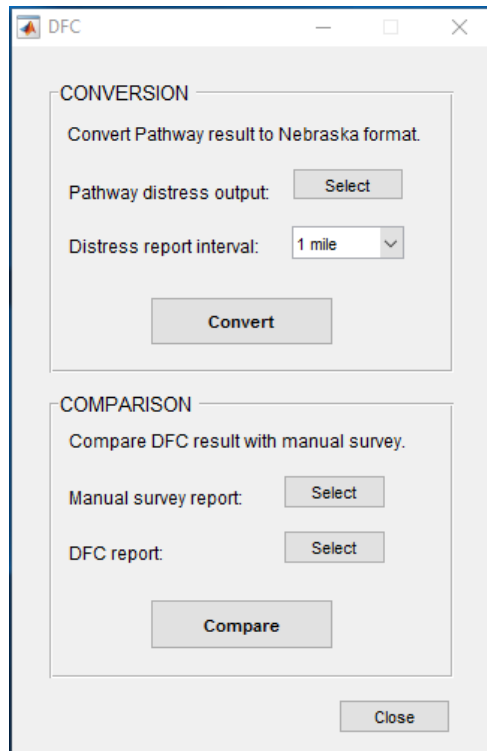 DFC
CONVERSION
Convert Pathway result to Nebraska format.
Pathway distress output: Select
Distress report interval: 1 mile
Convert
COMPARISON
Compare DFC result with manual survey.
Manual survey report: Select
DFC report: Select
Compare
Close